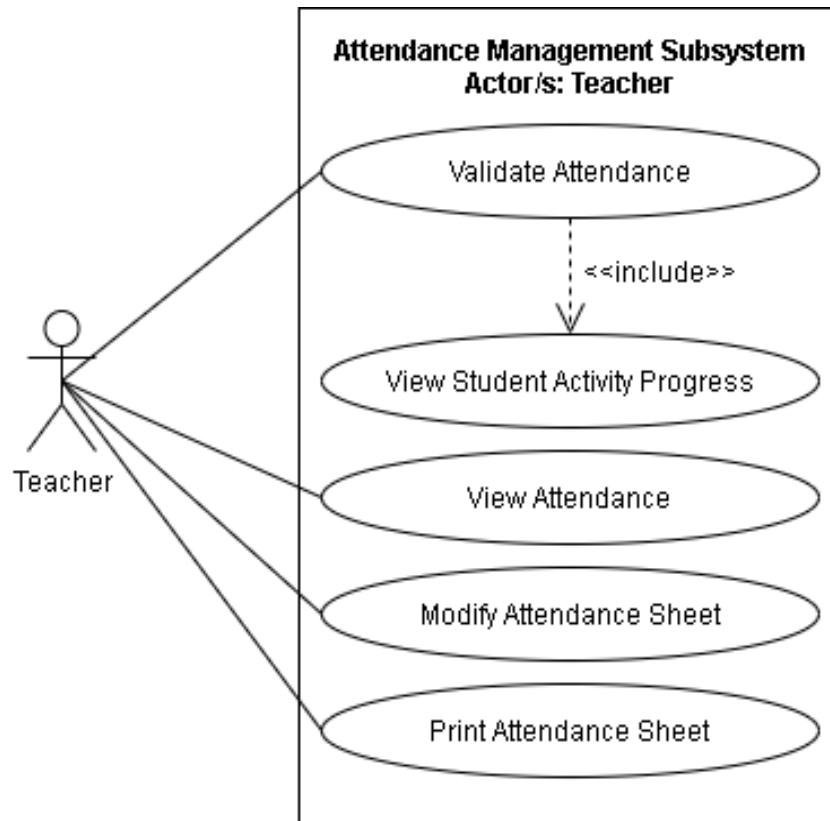 Attendance Management Subsystem
Actor/s: Teacher
Validate Attendance
<<include>>
View Student Activity Progress
Teacher
View Attendance
Modify Attendance Sheet
Print Attendance Sheet